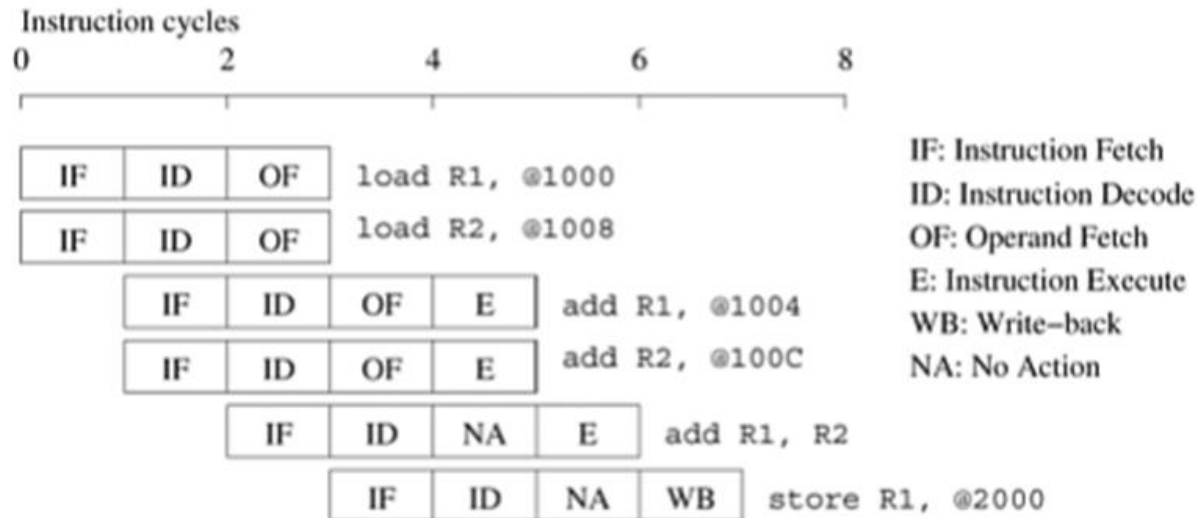 Instruction cycles
0 2 4 6 8
IF ID OF load R1, @1000
IF ID OF load R2, @1008
IF ID OF E add R1, @1004
IF ID OF E add R2, @100C
IF ID NA E add R1, R2
IF ID NA WB store R1, @2000
IF: Instruction Fetch
ID: Instruction Decode
OF: Operand Fetch
E: Instruction Execute
WB: Write−back
NA: No Action